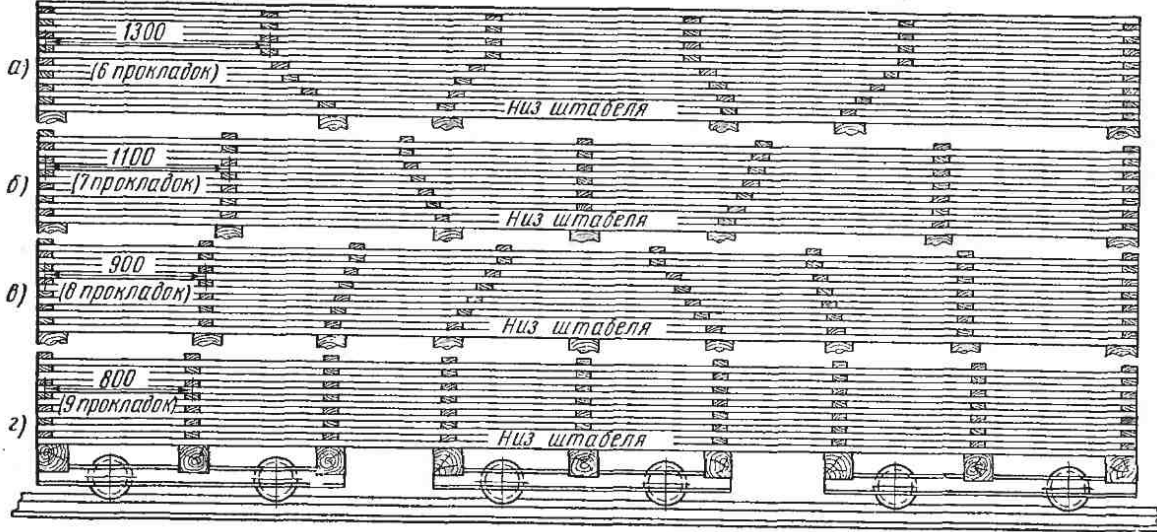 1300
а)
(6 прокладок)
Низ штабеля
1100
б)
(7 прокладок)
Низ штабеля
900
в)
(8 прокладок)
Низ штабеля
800
(9 прокладок)
г)
Низ штабеля